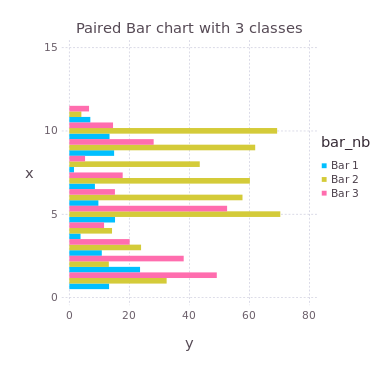 Paired Bar chart with 3 classes
15
10
5
0
x
0 20 40 60 80
y
bar_nb
Bar 1
Bar 2
Bar 3